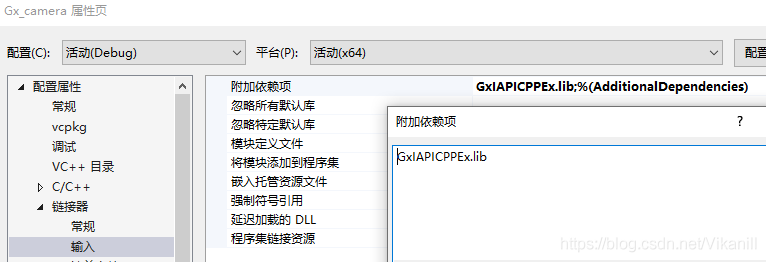 Gx_camera 属性页
配置(C): 活动(Debug) 平台(P): 活动(x64) 配置
配置属性
常规
vcpkg
调试
VC++ 目录
C/C++
链接器
常规
输入
附加依赖项 GxIAPICPPEx.lib;%(AdditionalDependencies)
忽略所有默认库
忽略特定默认库
模块定义文件
将模块添加到程序集
嵌入托管资源文件
强制符号引用
延迟加载的 DLL
程序集链接资源
附加依赖项 ?
GxIAPICPPEx.lib
https://blog.csdn.net/Vikanill